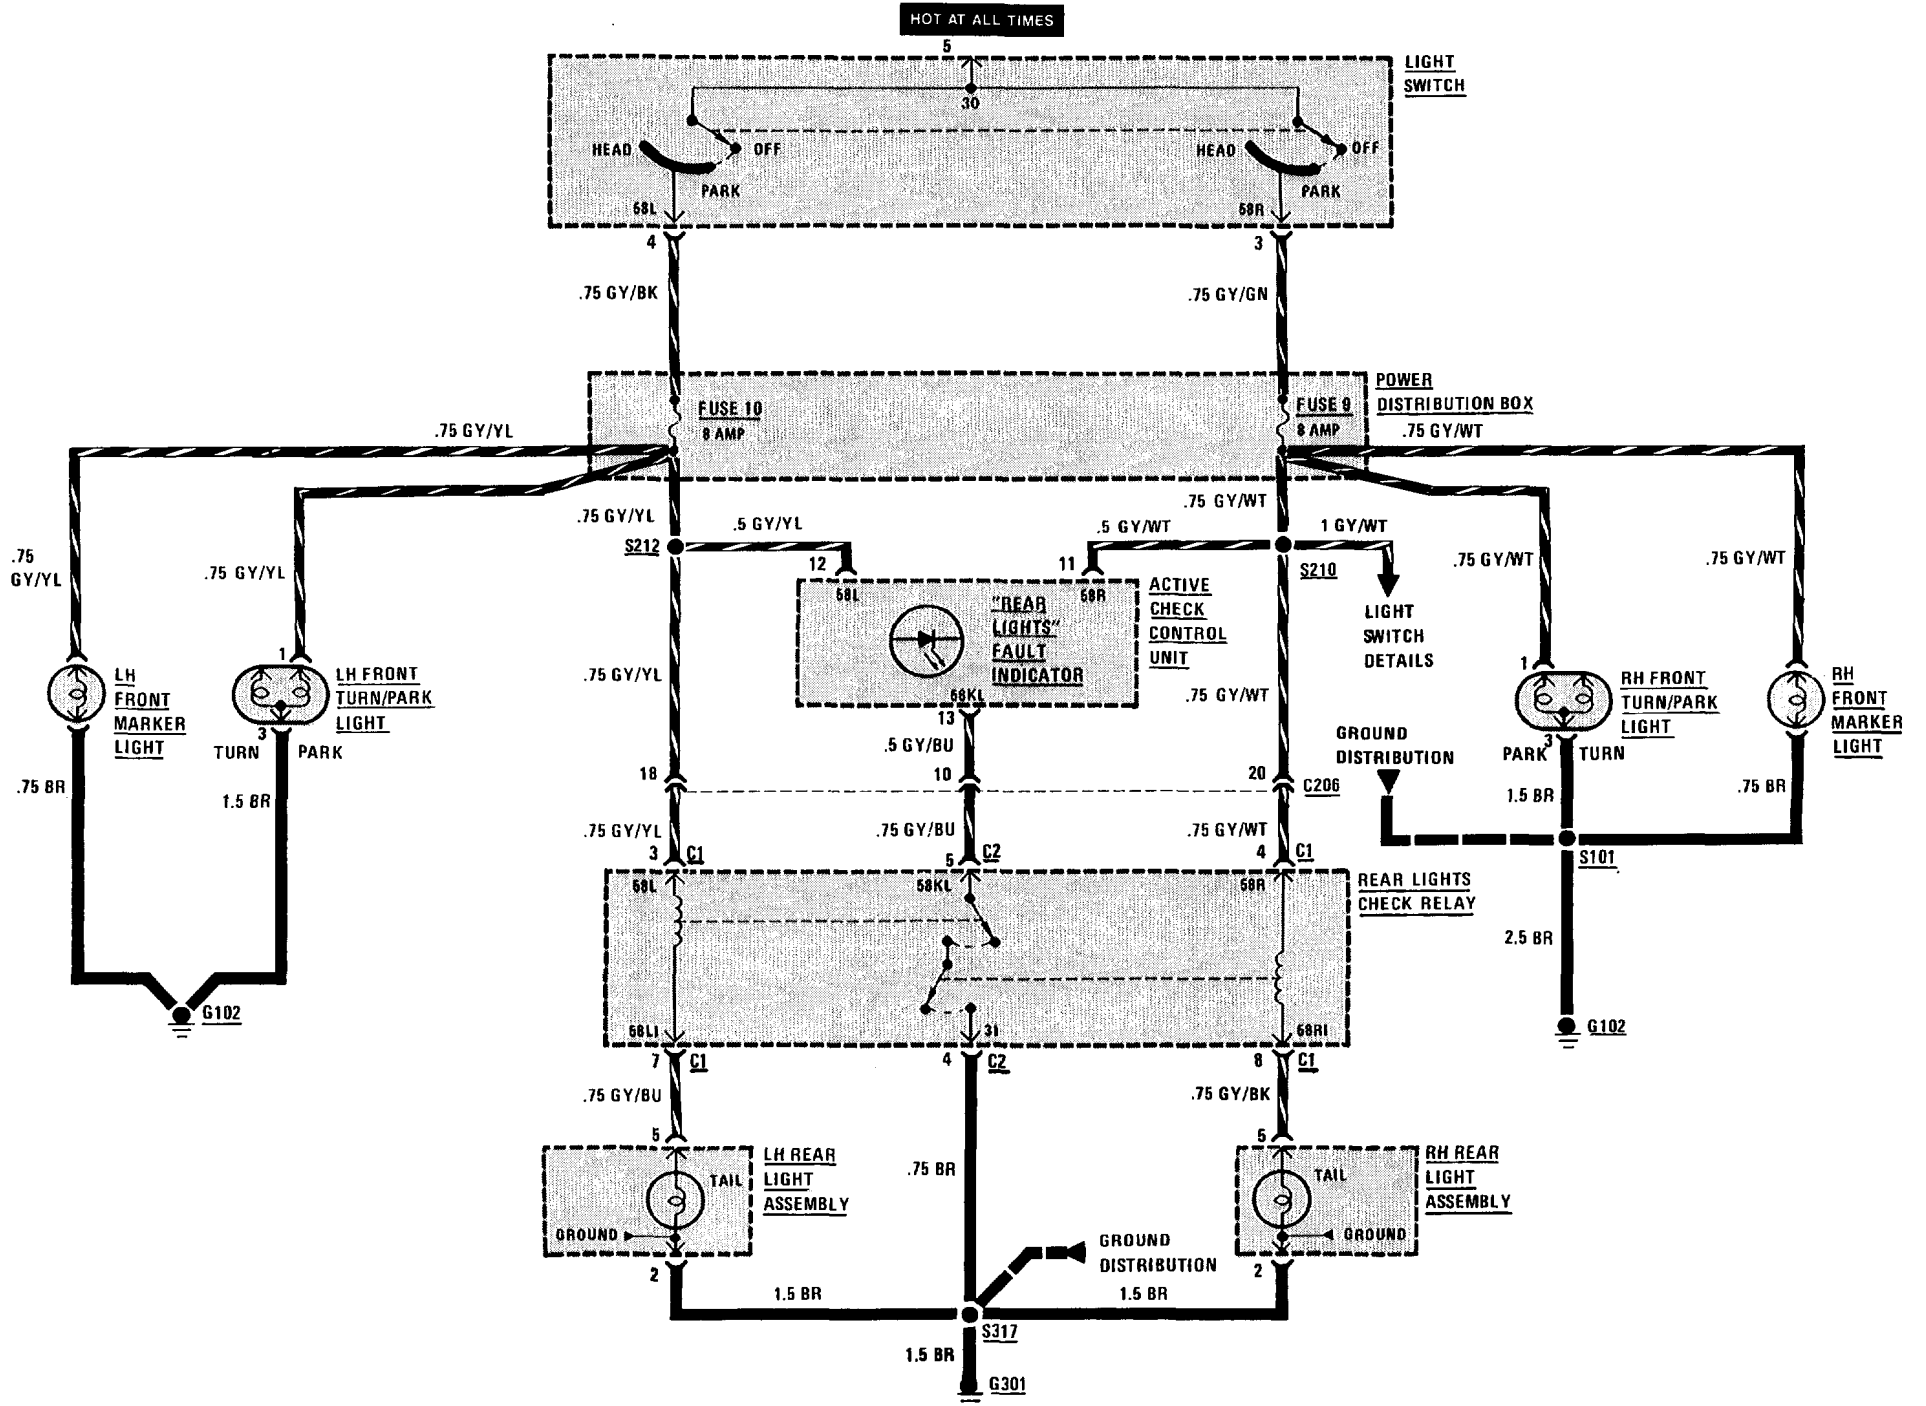 HOT AT ALL TIMES
5
LIGHT
SWITCH
30
HEAD
OFF
PARK
HEAD
OFF
PARK
58L
58R
4
3
.75 GY/BK
.75 GY/GN
POWER
DISTRIBUTION BOX
FUSE 10
8 AMP
FUSE 9
8 AMP
.75 GY/YL
.75 GY/WT
.75 GY/YL
.5 GY/YL
.75 GY/WT
.5 GY/WT
1 GY/WT
S212
S210
.75
GY/YL
.75 GY/YL
12
11
.75 GY/WT
.75 GY/WT
58L
58R
"REAR
LIGHTS"
FAULT
INDICATOR
ACTIVE
CHECK
CONTROL
UNIT
LIGHT
SWITCH
DETAILS
1
LH
FRONT
MARKER
LIGHT
LH FRONT
TURN/PARK
LIGHT
3
TURN
PARK
.75 GY/YL
58KL
13
.5 GY/BU
.75 GY/WT
1
RH FRONT
TURN/PARK
LIGHT
3
PARK
TURN
RH
FRONT
MARKER
LIGHT
GROUND
DISTRIBUTION
.75 BR
1.5 BR
18
10
20
C206
1.5 BR
.75 BR
.75 GY/YL
.75 GY/BU
.75 GY/WT
3
C1
5
C2
4
C1
S101
58L
58KL
58R
REAR LIGHTS
CHECK RELAY
2.5 BR
G102
G102
58LI
31
58RI
7
C1
4
C2
8
C1
.75 GY/BU
.75 GY/BK
5
5
TAIL
LH REAR
LIGHT
ASSEMBLY
GROUND
.75 BR
TAIL
RH REAR
LIGHT
ASSEMBLY
GROUND
GROUND
DISTRIBUTION
2
2
1.5 BR
1.5 BR
S317
1.5 BR
G301